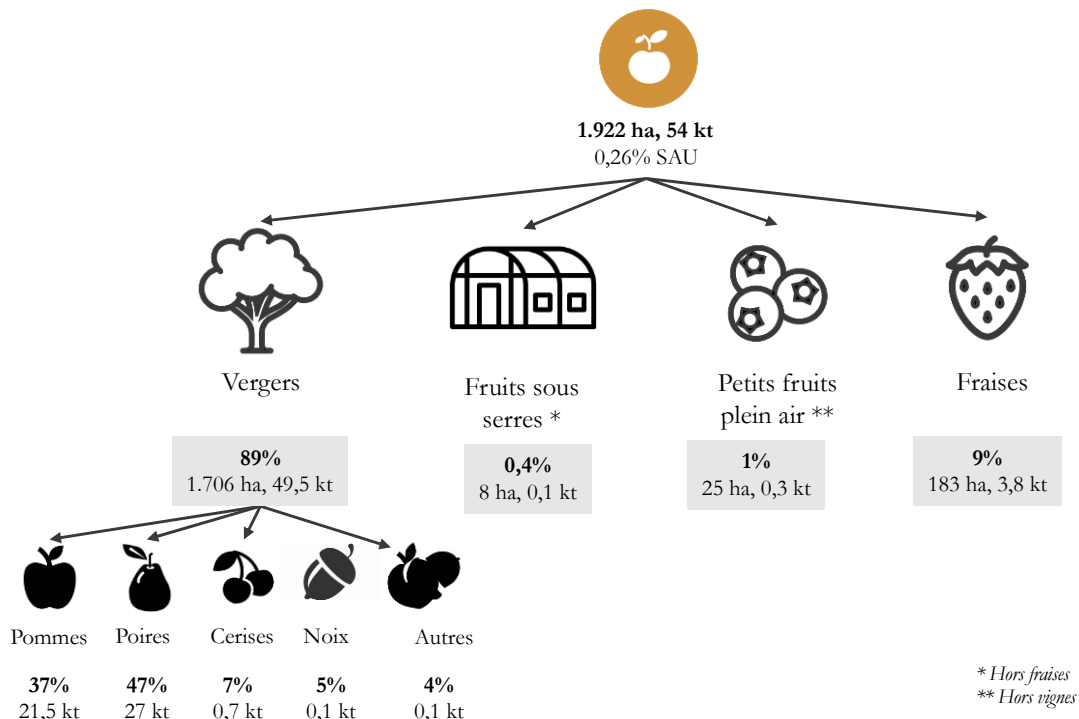 1.922 ha, 54 kt
0,26% SAU
Vergers
89%
1.706 ha, 49,5 kt
Fruits sous
serres *
0,4%
8 ha, 0,1 kt
Petits fruits
plein air **
1%
25 ha, 0,3 kt
Fraises
9%
183 ha, 3,8 kt
Pommes
37%
21,5 kt
Poires
47%
27 kt
Cerises
7%
0,7 kt
Noix
5%
0,1 kt
Autres
4%
0,1 kt
* Hors fraises
** Hors vignes